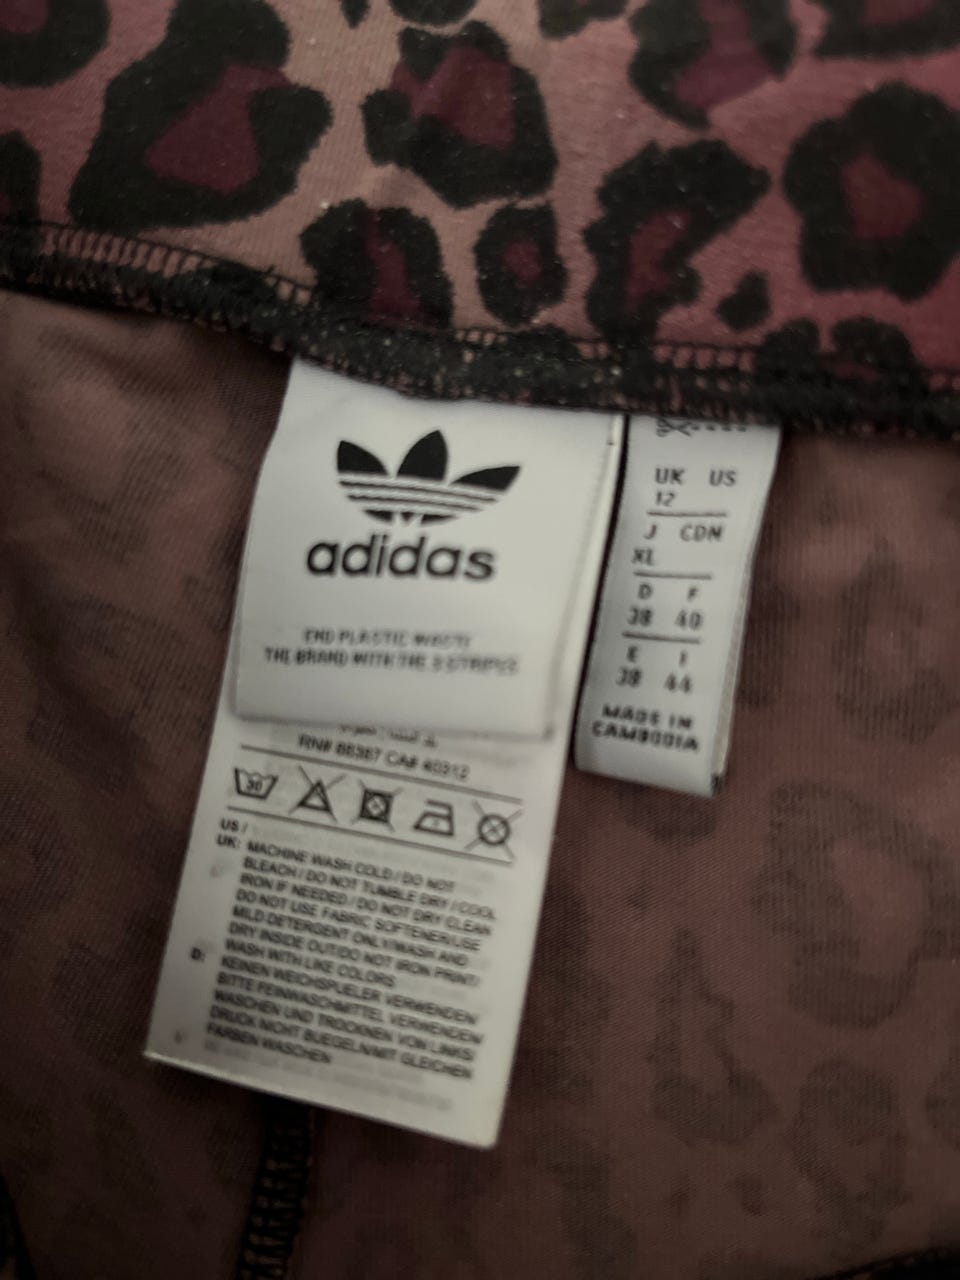 adidas
END PLASTIC WASTE
THE BRAND WITH THE 3 STRIPES
RN# 88387 CA# 40312
30
US /
UK: MACHINE WASH COLD / DO NOT
BLEACH / DO NOT TUMBLE DRY / COOL
IRON IF NEEDED / DO NOT DRY CLEAN
DO NOT USE FABRIC SOFTENER/USE
MILD DETERGENT ONLY/WASH AND
DRY INSIDE OUT/DO NOT IRON PRINT/
WASH WITH LIKE COLORS
D: KEINEN WEICHSPUELER VERWENDEN/
BITTE FEINWASCHMITTEL VERWENDEN/
WASCHEN UND TROCKNEN VON LINKS/
DRUCK NICHT BUEGELN/MIT GLEICHEN
FARBEN WASCHEN
UK US
12
J CDN
XL
D F
38 40
E I
38 44
MADE IN
CAMBODIA